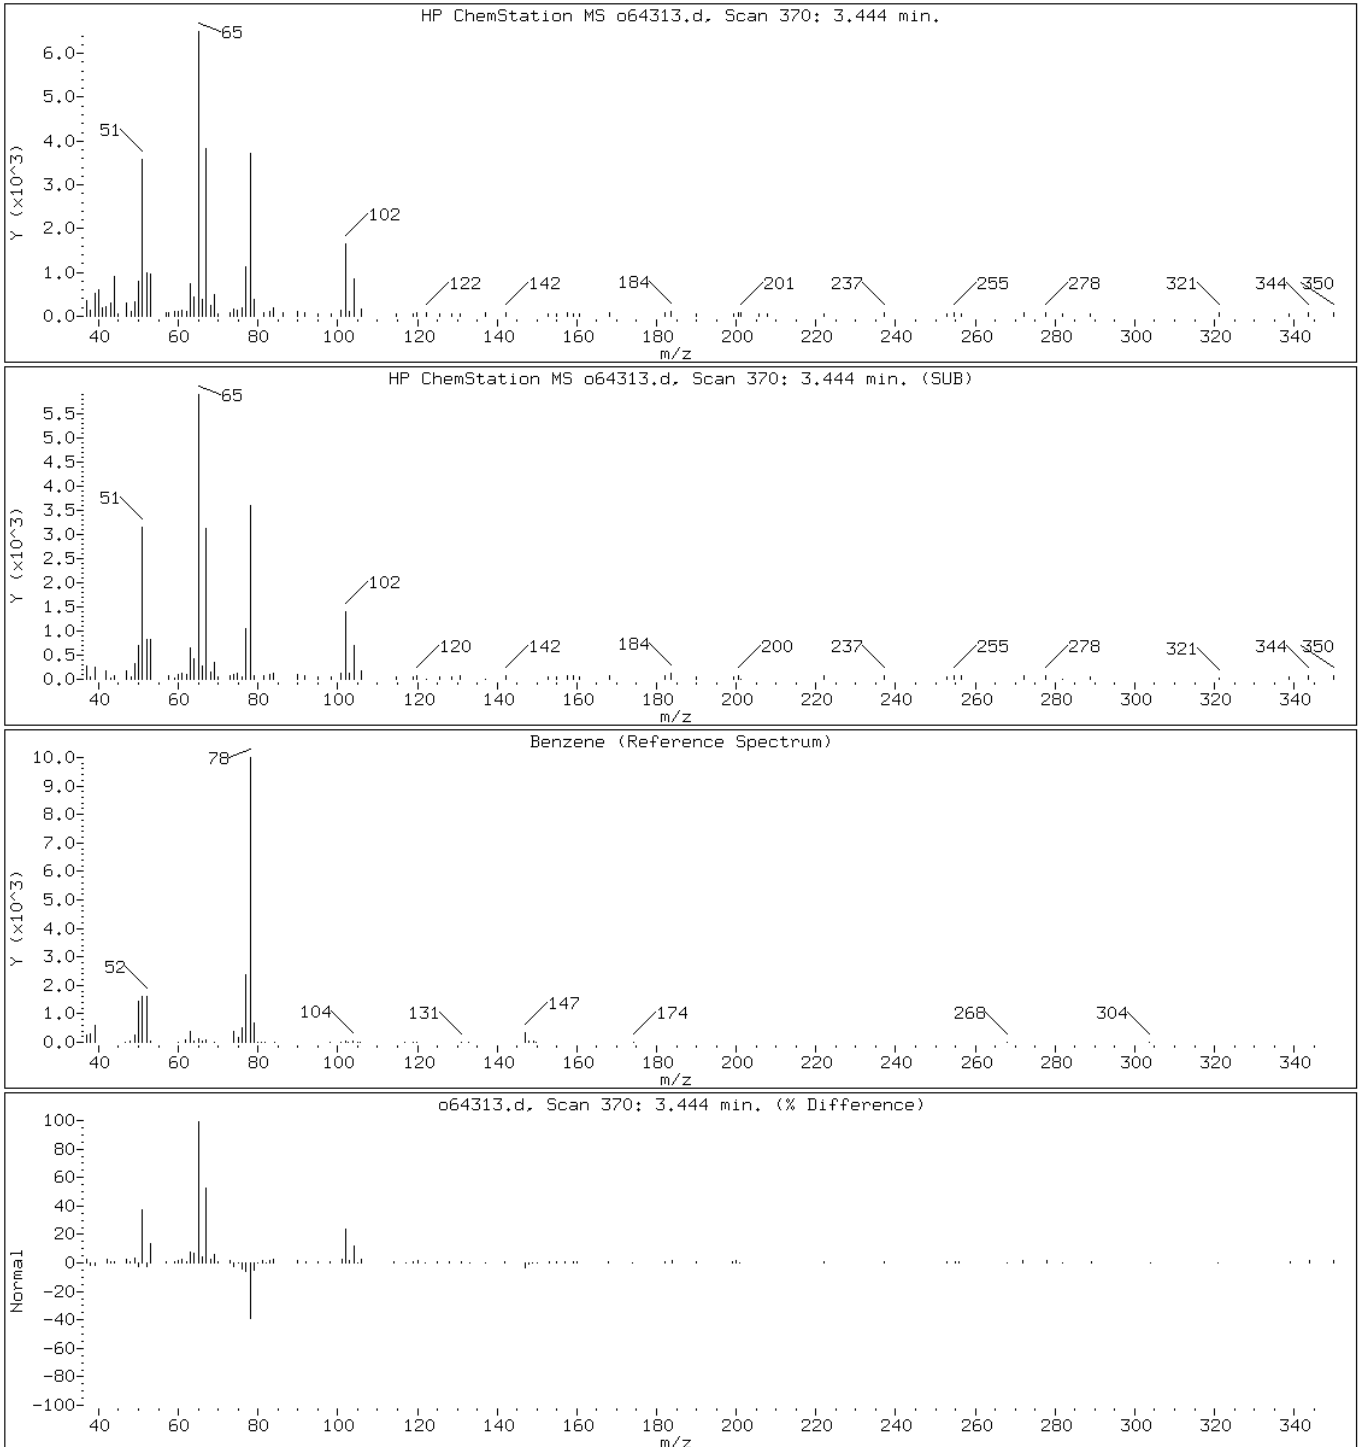 HP ChemStation MS o64313.d, Scan 370: 3.444 min.
65
6.0
5.0
51
4.0
3.0
102
2.0
1.0
122 142 184 201 237 255 278 321 344 350
0.0
Y (x10^3)
40 60 80 100 120 140 160 180 200 220 240 260 280 300 320 340
m/z
HP ChemStation MS o64313.d, Scan 370: 3.444 min. (SUB)
65
5.5
5.0
4.5
51
4.0
3.5
3.0
2.5
2.0
102
1.5
1.0
120 142 184 200 237 255 278 321 344 350
0.5
0.0
Y (x10^3)
40 60 80 100 120 140 160 180 200 220 240 260 280 300 320 340
m/z
Benzene (Reference Spectrum)
78
10.0
9.0
8.0
7.0
6.0
5.0
4.0
3.0
52
2.0
1.0
104 131 147 174 268 304
0.0
Y (x10^3)
40 60 80 100 120 140 160 180 200 220 240 260 280 300 320 340
m/z
o64313.d, Scan 370: 3.444 min. (% Difference)
100
80
60
40
20
0
-20
-40
-60
-80
-100
Normal
40 60 80 100 120 140 160 180 200 220 240 260 280 300 320 340
m/z